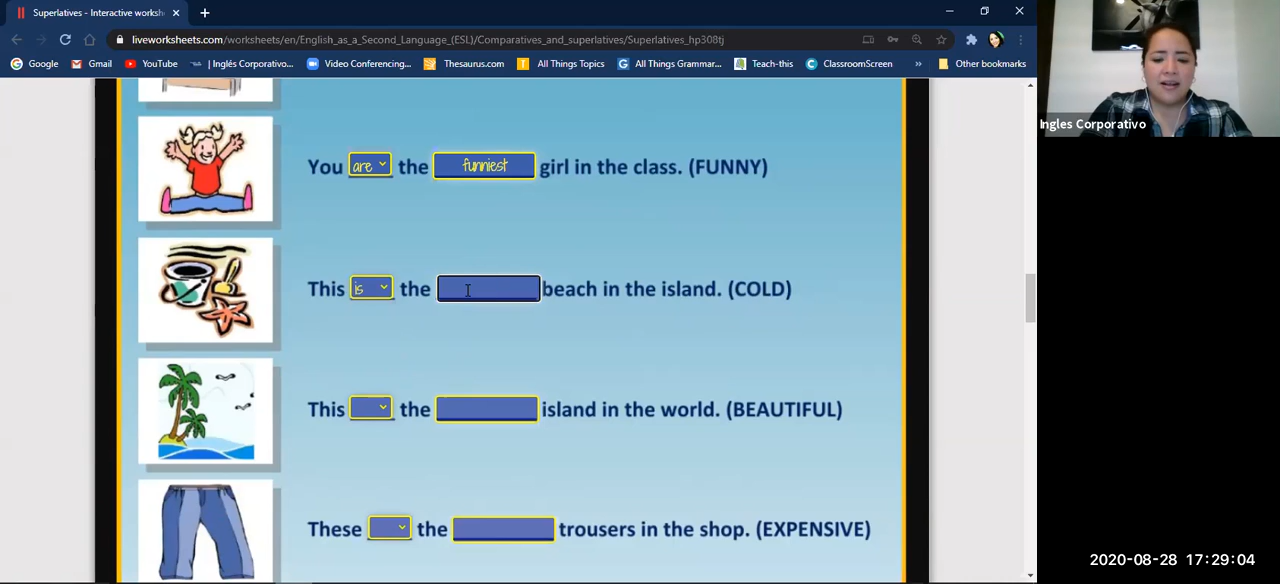 Superlatives - Interactive worksh
liveworksheets.com/worksheets/en/English_as_a_Second_Language_(ESL)/Comparatives_and_superlatives/Superlatives_hp308tj
Google Gmail YouTube | Inglés Corporativo... Video Conferencing... Thesaurus.com All Things Topics All Things Grammar... Teach-this ClassroomScreen » Other bookmarks
Ingles Corporativo
You are the funniest girl in the class. (FUNNY)
This is the beach in the island. (COLD)
This the island in the world. (BEAUTIFUL)
These the trousers in the shop. (EXPENSIVE)
2020-08-28 17:29:04